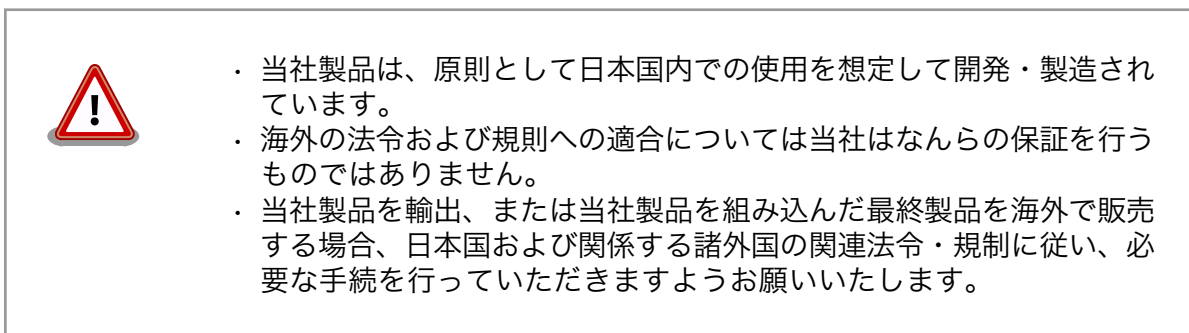 ・当社製品は、原則として日本国内での使用を想定して開発・製造され
ています。
・海外の法令および規則への適合については当社はなんらの保証を行う
ものではありません。
・当社製品を輸出、または当社製品を組み込んだ最終製品を海外で販売
する場合、日本国および関係する諸外国の関連法令・規制に従い、必
要な手続を行っていただきますようお願いいたします。